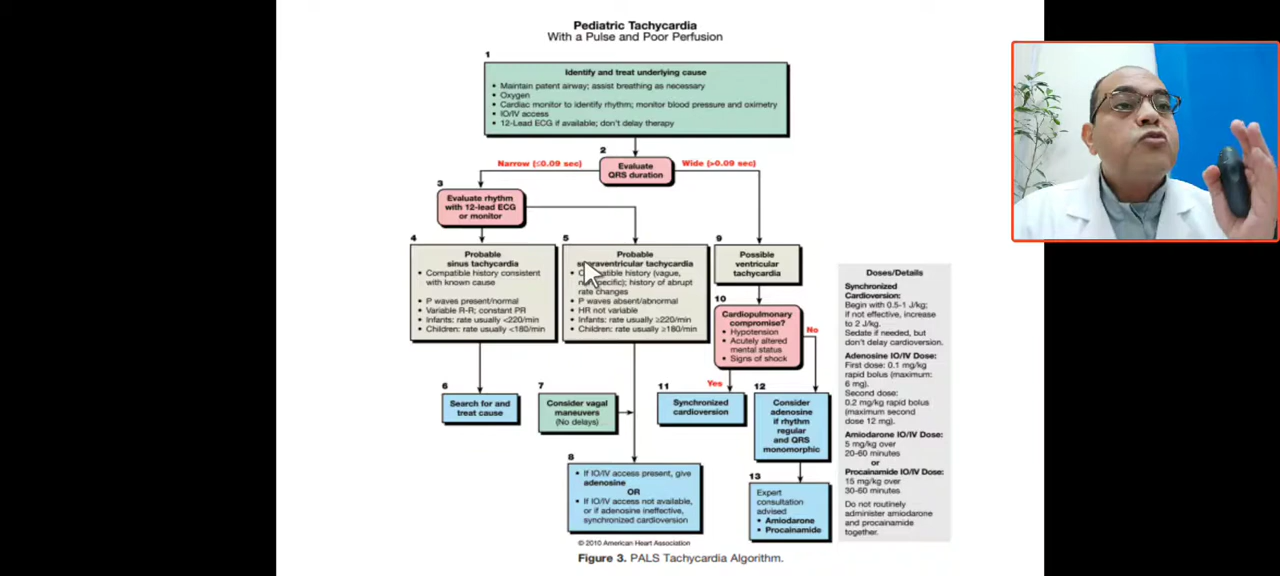 Pediatric Tachycardia
With a Pulse and Poor Perfusion
1
Identify and treat underlying cause
• Maintain patent airway; assist breathing as necessary
• Oxygen
• Cardiac monitor to identify rhythm; monitor blood pressure and oximetry
• IO/IV access
• 12-Lead ECG if available; don't delay therapy
2
Evaluate
QRS duration
Narrow (≤0.09 sec)
Wide (>0.09 sec)
3
Evaluate rhythm
with 12-lead ECG
or monitor
4
Probable
sinus tachycardia
• Compatible history consistent
with known cause
• P waves present/normal
• Variable R-R; constant PR
• Infants: rate usually <220/min
• Children: rate usually <180/min
5
Probable
supraventricular tachycardia
• Compatible history (vague,
nonspecific); history of abrupt
rate changes
• P waves absent/abnormal
• HR not variable
• Infants: rate usually ≥220/min
• Children: rate usually ≥180/min
9
Possible
ventricular
tachycardia
10
Cardiopulmonary
compromise?
• Hypotension
• Acutely altered
mental status
• Signs of shock
No
Yes
6
Search for and
treat cause
7
Consider vagal
maneuvers
(No delays)
11
Synchronized
cardioversion
12
Consider
adenosine
if rhythm
regular
and QRS
monomorphic
8
• If IO/IV access present, give
adenosine
OR
• If IO/IV access not available,
or if adenosine ineffective,
synchronized cardioversion
13
Expert
consultation
advised
• Amiodarone
• Procainamide
Doses/Details
Synchronized
Cardioversion:
Begin with 0.5-1 J/kg;
if not effective, increase
to 2 J/kg.
Sedate if needed, but
don't delay cardioversion.
Adenosine IO/IV Dose:
First dose: 0.1 mg/kg
rapid bolus (maximum:
6 mg).
Second dose:
0.2 mg/kg rapid bolus
(maximum second
dose 12 mg).
Amiodarone IO/IV Dose:
5 mg/kg over
20-60 minutes
or
Procainamide IO/IV Dose:
15 mg/kg over
30-60 minutes
Do not routinely
administer amiodarone
and procainamide
together.
© 2010 American Heart Association
Figure 3. PALS Tachycardia Algorithm.